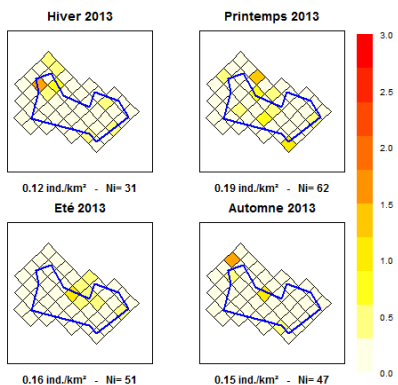 Hiver 2013
Printemps 2013
0.12 ind./km² - Ni= 31
0.19 ind./km² - Ni= 62
Eté 2013
Automne 2013
0.16 ind./km² - Ni= 51
0.15 ind./km² - Ni= 47
3.0
2.5
2.0
1.5
1.0
0.5
0.0